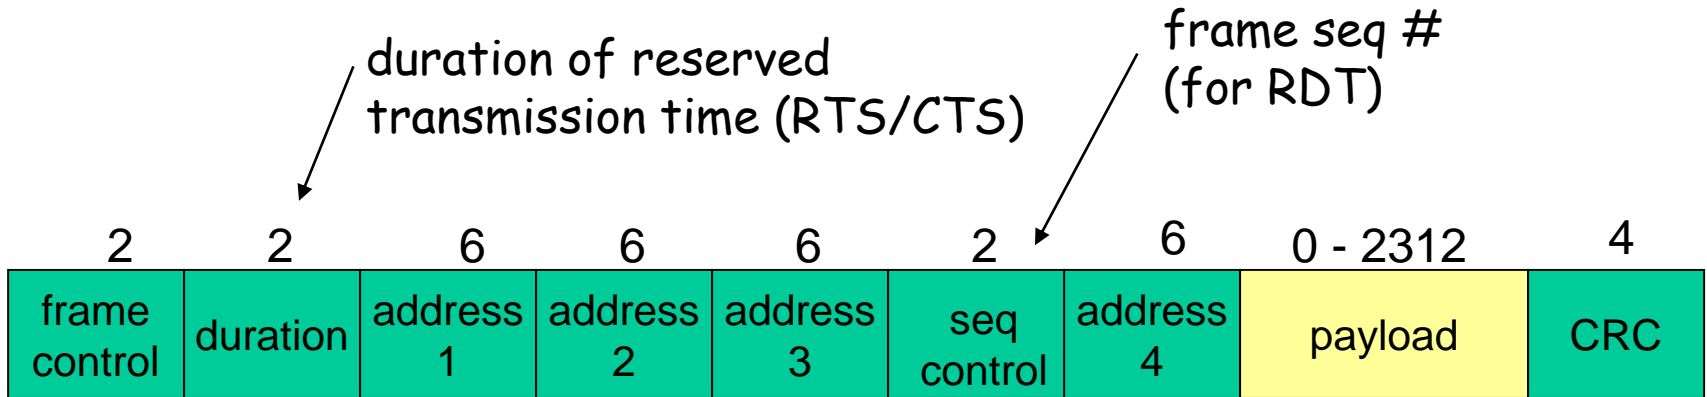 duration of reserved
transmission time (RTS/CTS)
frame seq #
(for RDT)
2 2 6 6 6 2 6 0 - 2312 4
frame
control
duration
address
1
address
2
address
3
seq
control
address
4
payload
CRC